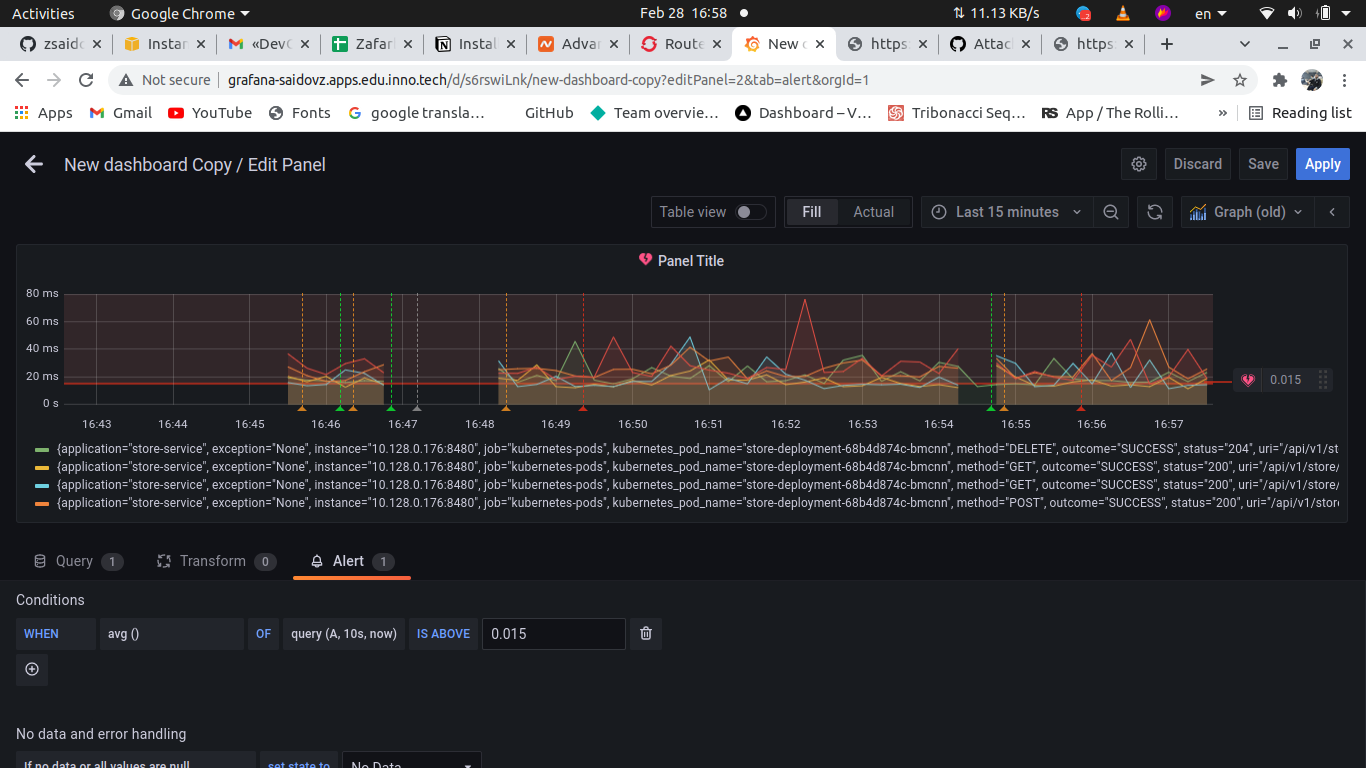 Activities Google Chrome Feb 28 16:58 11.13 KB/s en
zsaido Instan «DevO Zafar Instal Advan Route New d https: Attack https:
Not secure grafana-saidovz.apps.edu.inno.tech/d/s6rswiLnk/new-dashboard-copy?editPanel=2&tab=alert&orgId=1
Apps Gmail YouTube Fonts google transla... GitHub Team overvie... Dashboard – V... Tribonacci Seq... RS App / The Rolli... » Reading list
New dashboard Copy / Edit Panel Discard Save Apply
Table view Fill Actual Last 15 minutes Graph (old)
Panel Title
80 ms
60 ms
40 ms
20 ms
0.015
0 s
16:43 16:44 16:45 16:46 16:47 16:48 16:49 16:50 16:51 16:52 16:53 16:54 16:55 16:56 16:57
{application="store-service", exception="None", instance="10.128.0.176:8480", job="kubernetes-pods", kubernetes_pod_name="store-deployment-68b4d874c-bmcnn", method="DELETE", outcome="SUCCESS", status="204", uri="/api/v1/st
{application="store-service", exception="None", instance="10.128.0.176:8480", job="kubernetes-pods", kubernetes_pod_name="store-deployment-68b4d874c-bmcnn", method="GET", outcome="SUCCESS", status="200", uri="/api/v1/store/
{application="store-service", exception="None", instance="10.128.0.176:8480", job="kubernetes-pods", kubernetes_pod_name="store-deployment-68b4d874c-bmcnn", method="GET", outcome="SUCCESS", status="200", uri="/api/v1/store/
{application="store-service", exception="None", instance="10.128.0.176:8480", job="kubernetes-pods", kubernetes_pod_name="store-deployment-68b4d874c-bmcnn", method="POST", outcome="SUCCESS", status="200", uri="/api/v1/store
Query 1 Transform 0 Alert 1
Conditions
WHEN avg () OF query (A, 10s, now) IS ABOVE 0.015
No data and error handling
If no data or all values are null set state to No Data